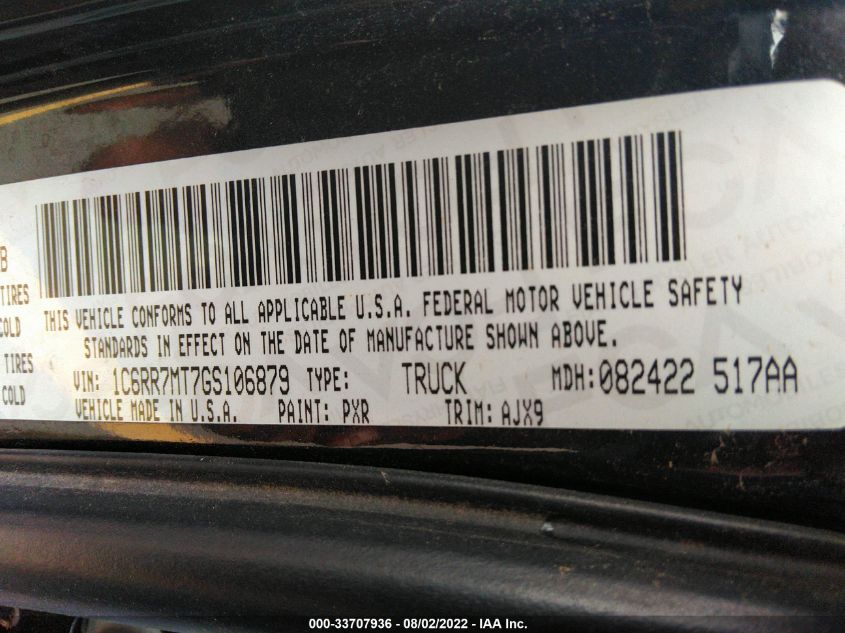 B
TIRES
COLD
TIRES
COLD
THIS VEHICLE CONFORMS TO ALL APPLICABLE U.S.A. FEDERAL MOTOR VEHICLE SAFETY
STANDARDS IN EFFECT ON THE DATE OF MANUFACTURE SHOWN ABOVE.
VIN: 1C6RR7MT7GS106879 TYPE: TRUCK MDH:082422 517AA
VEHICLE MADE IN U.S.A. PAINT: PXR TRIM: AJX9
000-33707936 - 08/02/2022 - IAA Inc.